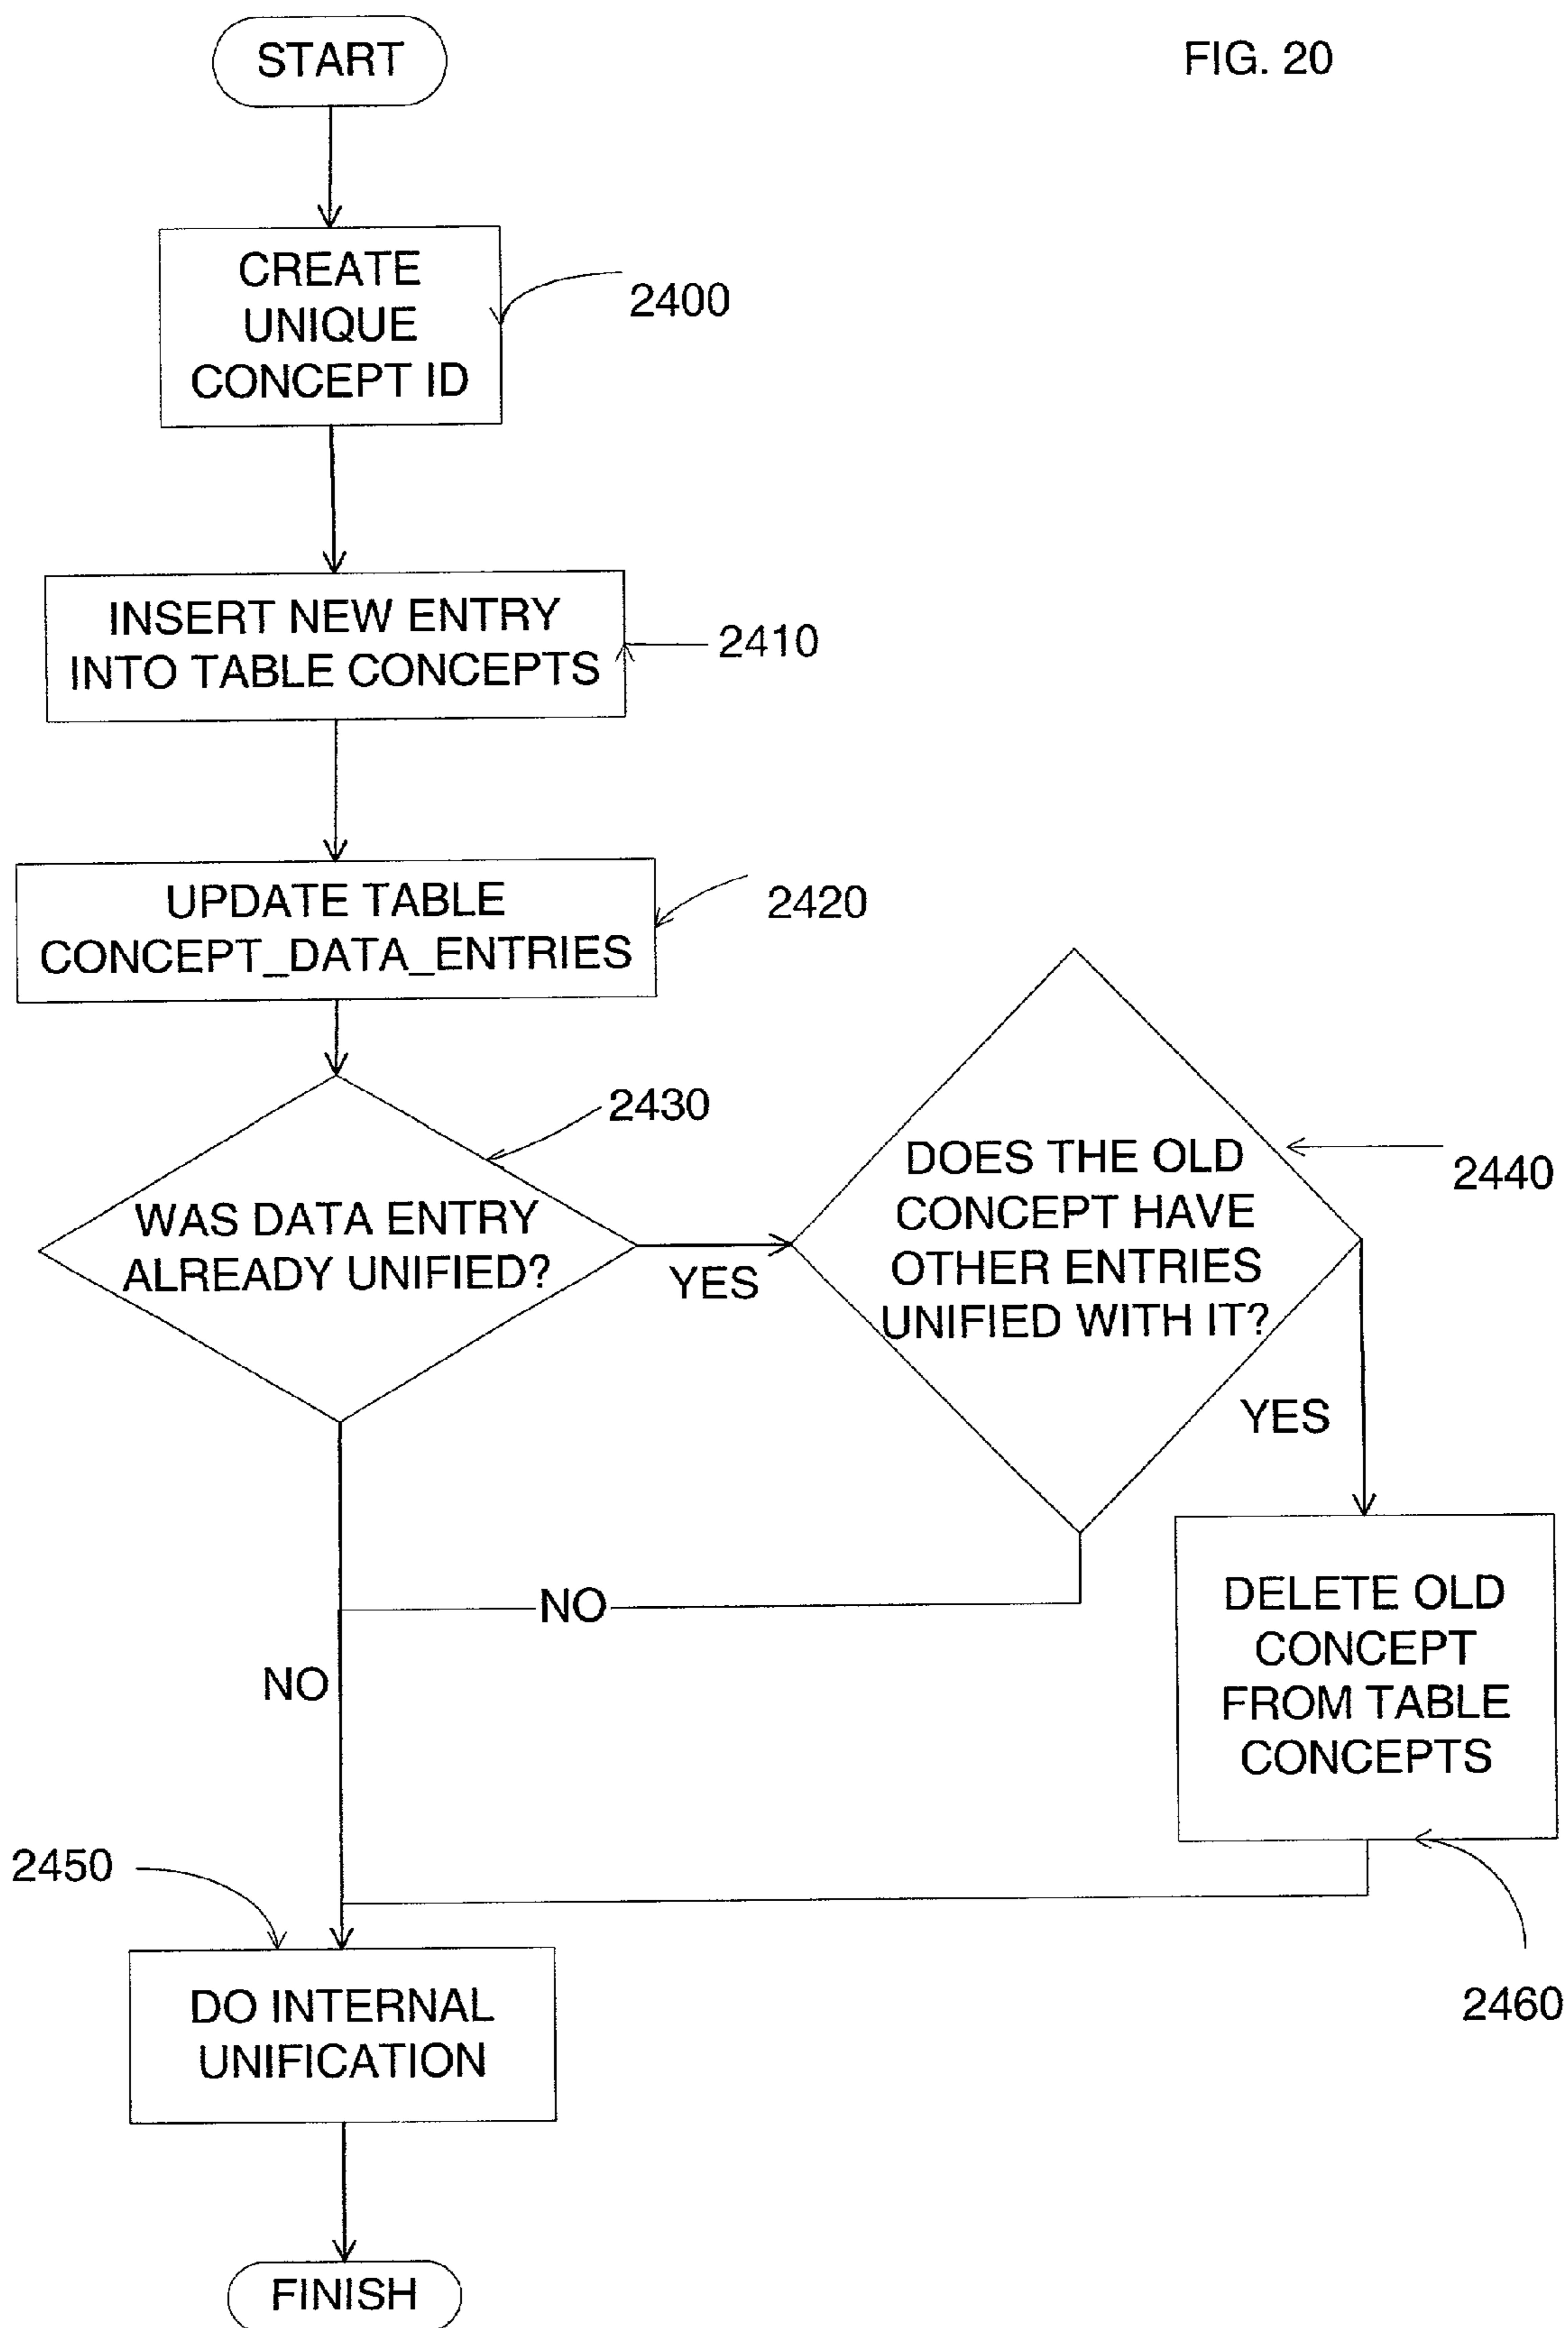 START
FIG. 20
CREATE
UNIQUE
CONCEPT ID
2400
INSERT NEW ENTRY
INTO TABLE CONCEPTS
2410
UPDATE TABLE
CONCEPT_DATA_ENTRIES
2420
WAS DATA ENTRY
ALREADY UNIFIED?
2430
YES
DOES THE OLD
CONCEPT HAVE
OTHER ENTRIES
UNIFIED WITH IT?
2440
YES
NO
NO
DELETE OLD
CONCEPT
FROM TABLE
CONCEPTS
2460
2450
DO INTERNAL
UNIFICATION
FINISH